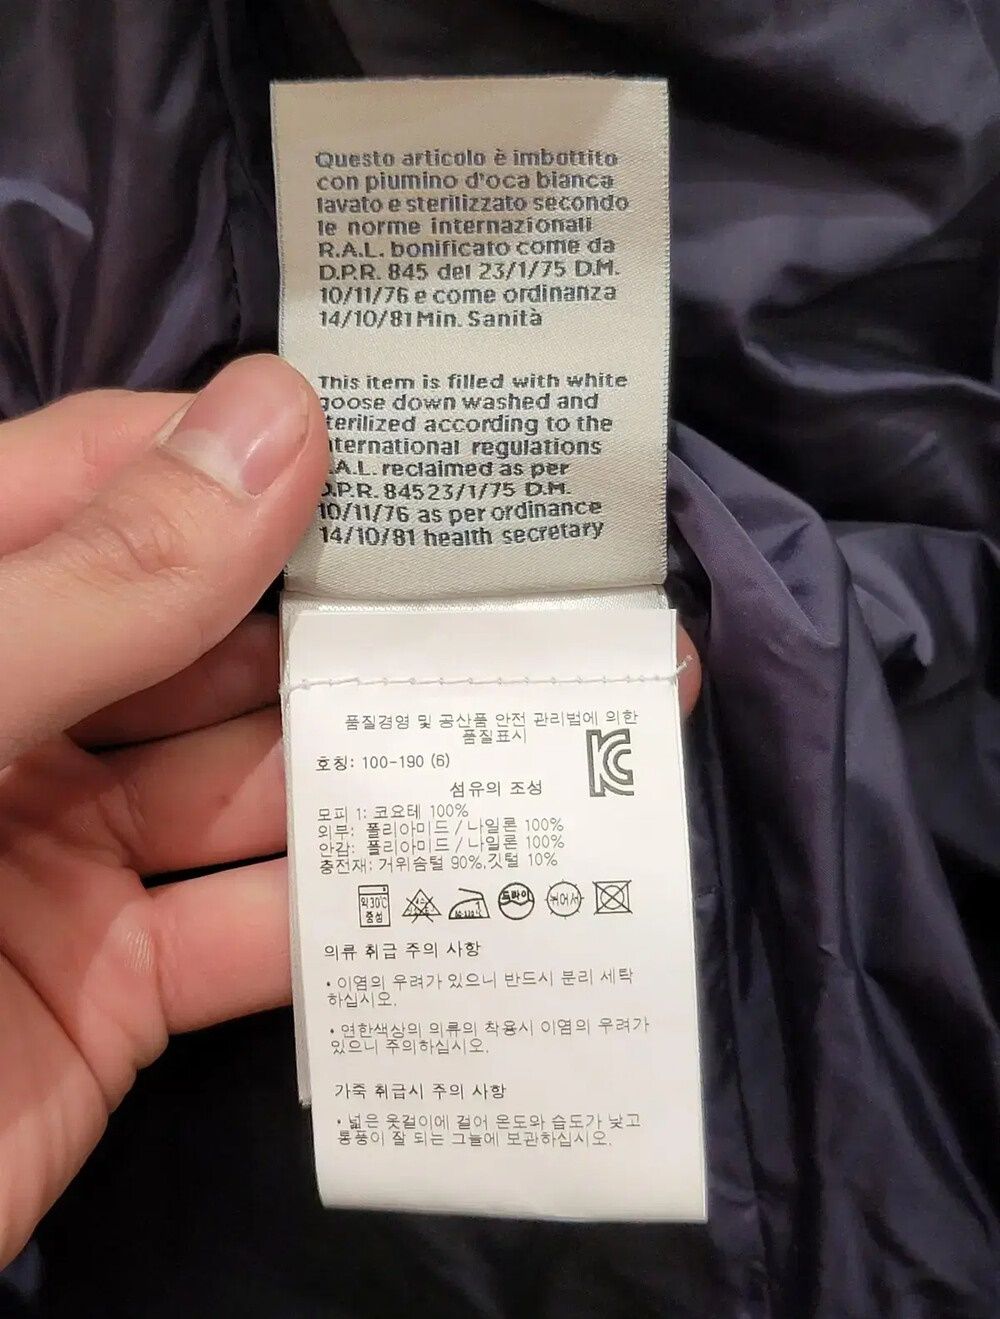 Questo articolo è imbottito
con piumino d'oca bianca
lavato e sterilizzato secondo
le norme internazionali
R.A.L. bonificato come da
D.P.R. 845 del 23/1/75 D.M.
10/11/76 e come ordinanza
14/10/81 Min. Sanità
This item is filled with white
goose down washed and
sterilized according to the
international regulations
.A.L. reclaimed as per
D.P.R. 84523/1/75 D.M.
10/11/76 as per ordinance
14/10/81 health secretary
품질경영 및 공산품 안전 관리법에 의한
품질표시
호칭: 100-190 (6)
섬유의 조성
모피 1: 코요테 100%
외부: 폴리아미드 / 나일론 100%
안감: 폴리아미드 / 나일론 100%
충전재: 거위솜털 90%,깃털 10%
약30℃
중성
드라이
의류 취급 주의 사항
• 이염의 우려가 있으니 반드시 분리 세탁
하십시오.
• 연한색상의 의류의 착용시 이염의 우려가
있으니 주의하십시오.
가죽 취급시 주의 사항
• 넓은 옷걸이에 걸어 온도와 습도가 낮고
통풍이 잘 되는 그늘에 보관하십시오.